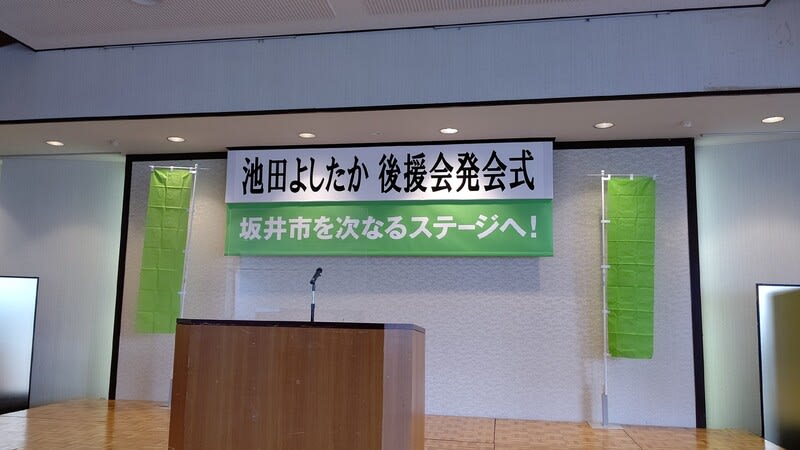 池田よしたか 後援会発会式
坂井市を次なるステージへ!